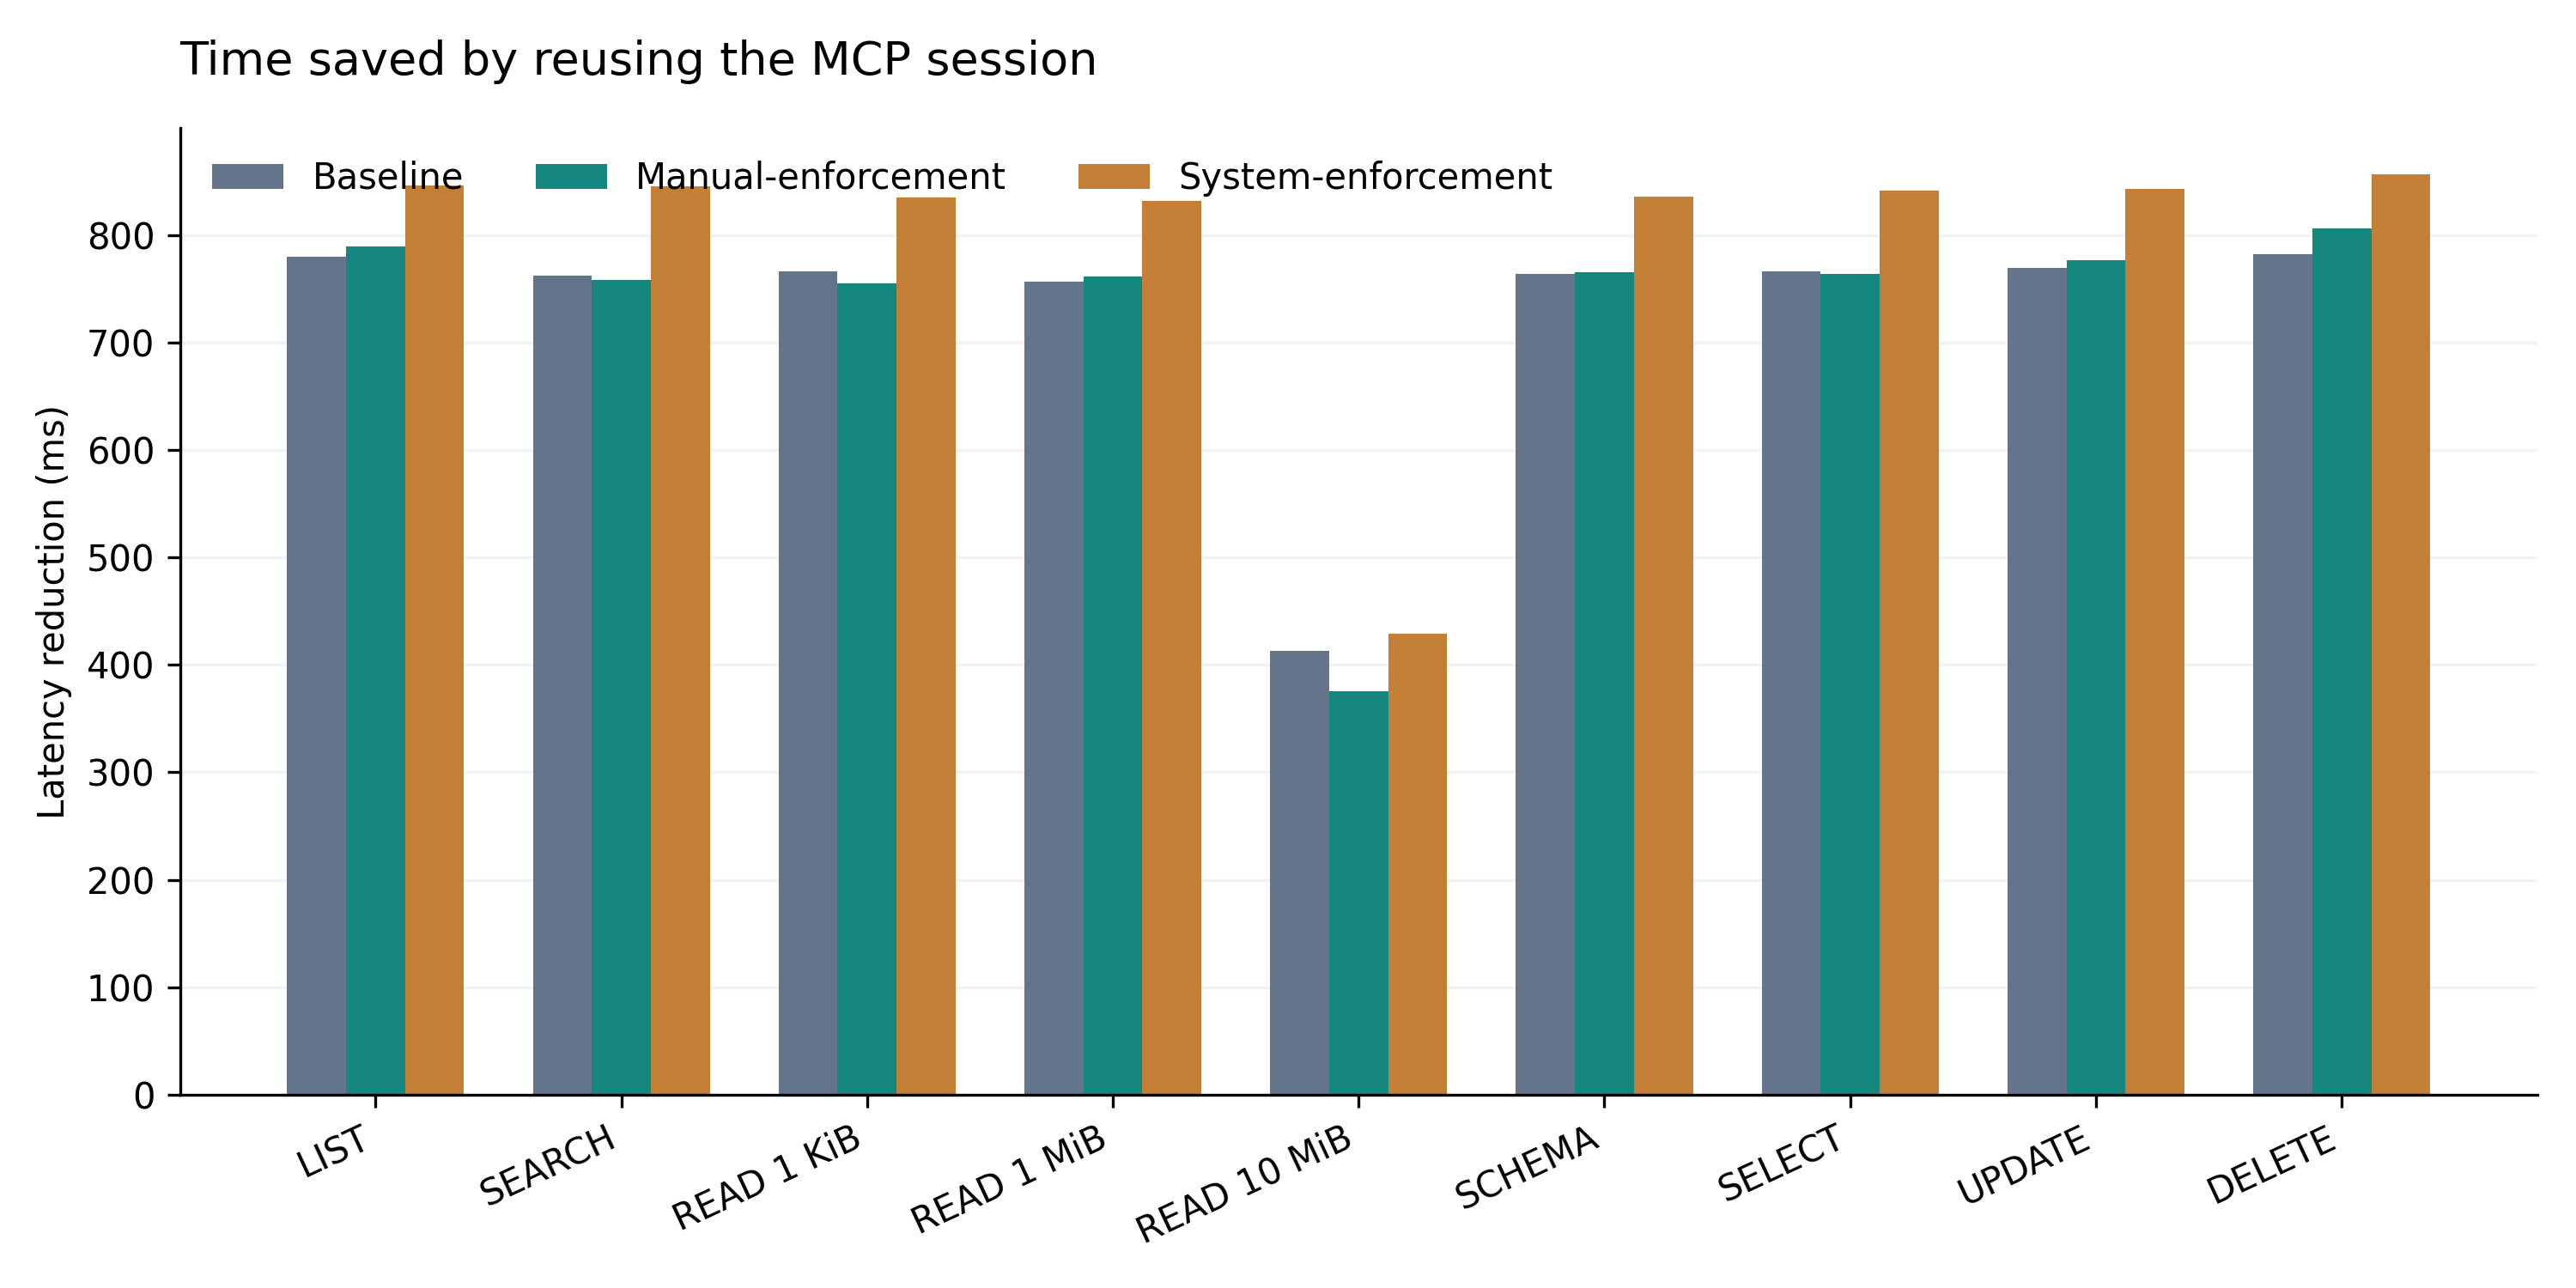 Time saved by reusing the MCP session
Baseline Manual-enforcement System-enforcement
Latency reduction (ms)
800
700
600
500
400
300
200
100
0
LIST SEARCH READ 1 KiB READ 1 MiB READ 10 MiB SCHEMA SELECT UPDATE DELETE